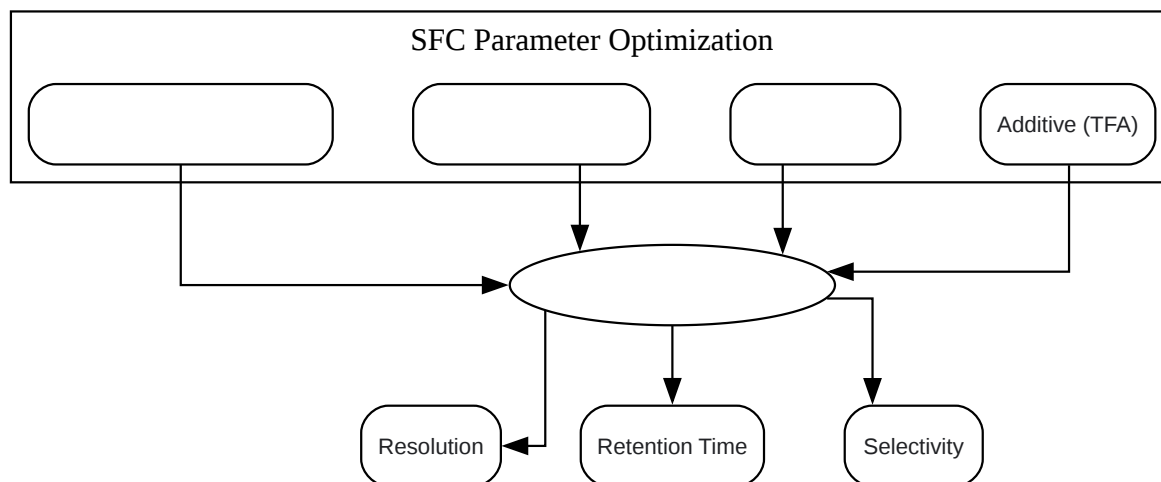 SFC Parameter Optimization
Additive (TFA)
Resolution
Retention Time
Selectivity